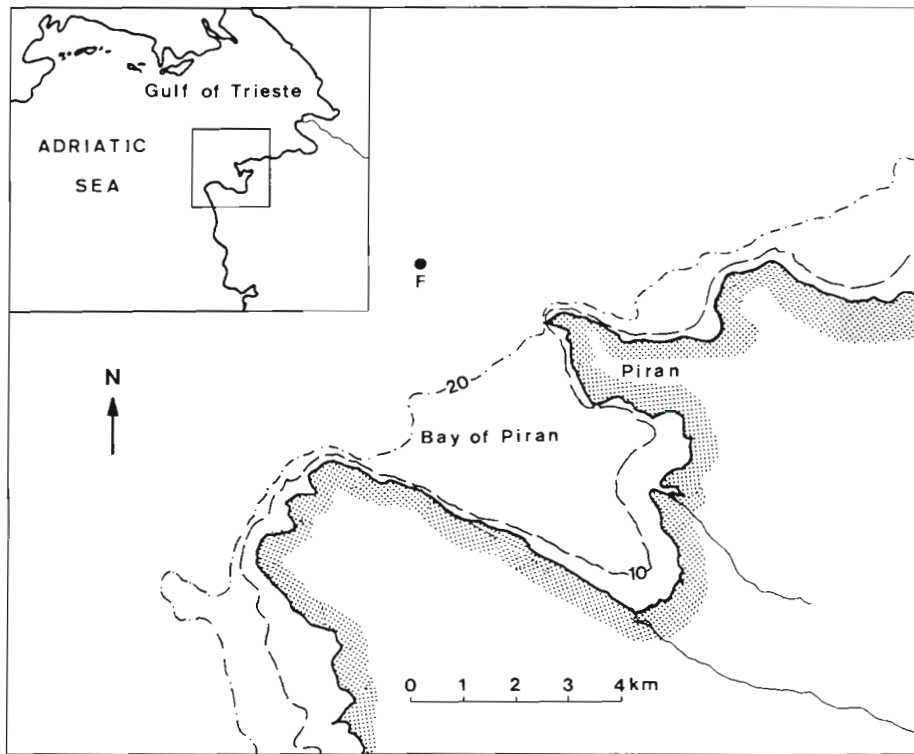 Gulf of Trieste
ADRIATIC
SEA
F
N
Piran
20
Bay of Piran
10
0 1 2 3 4 km